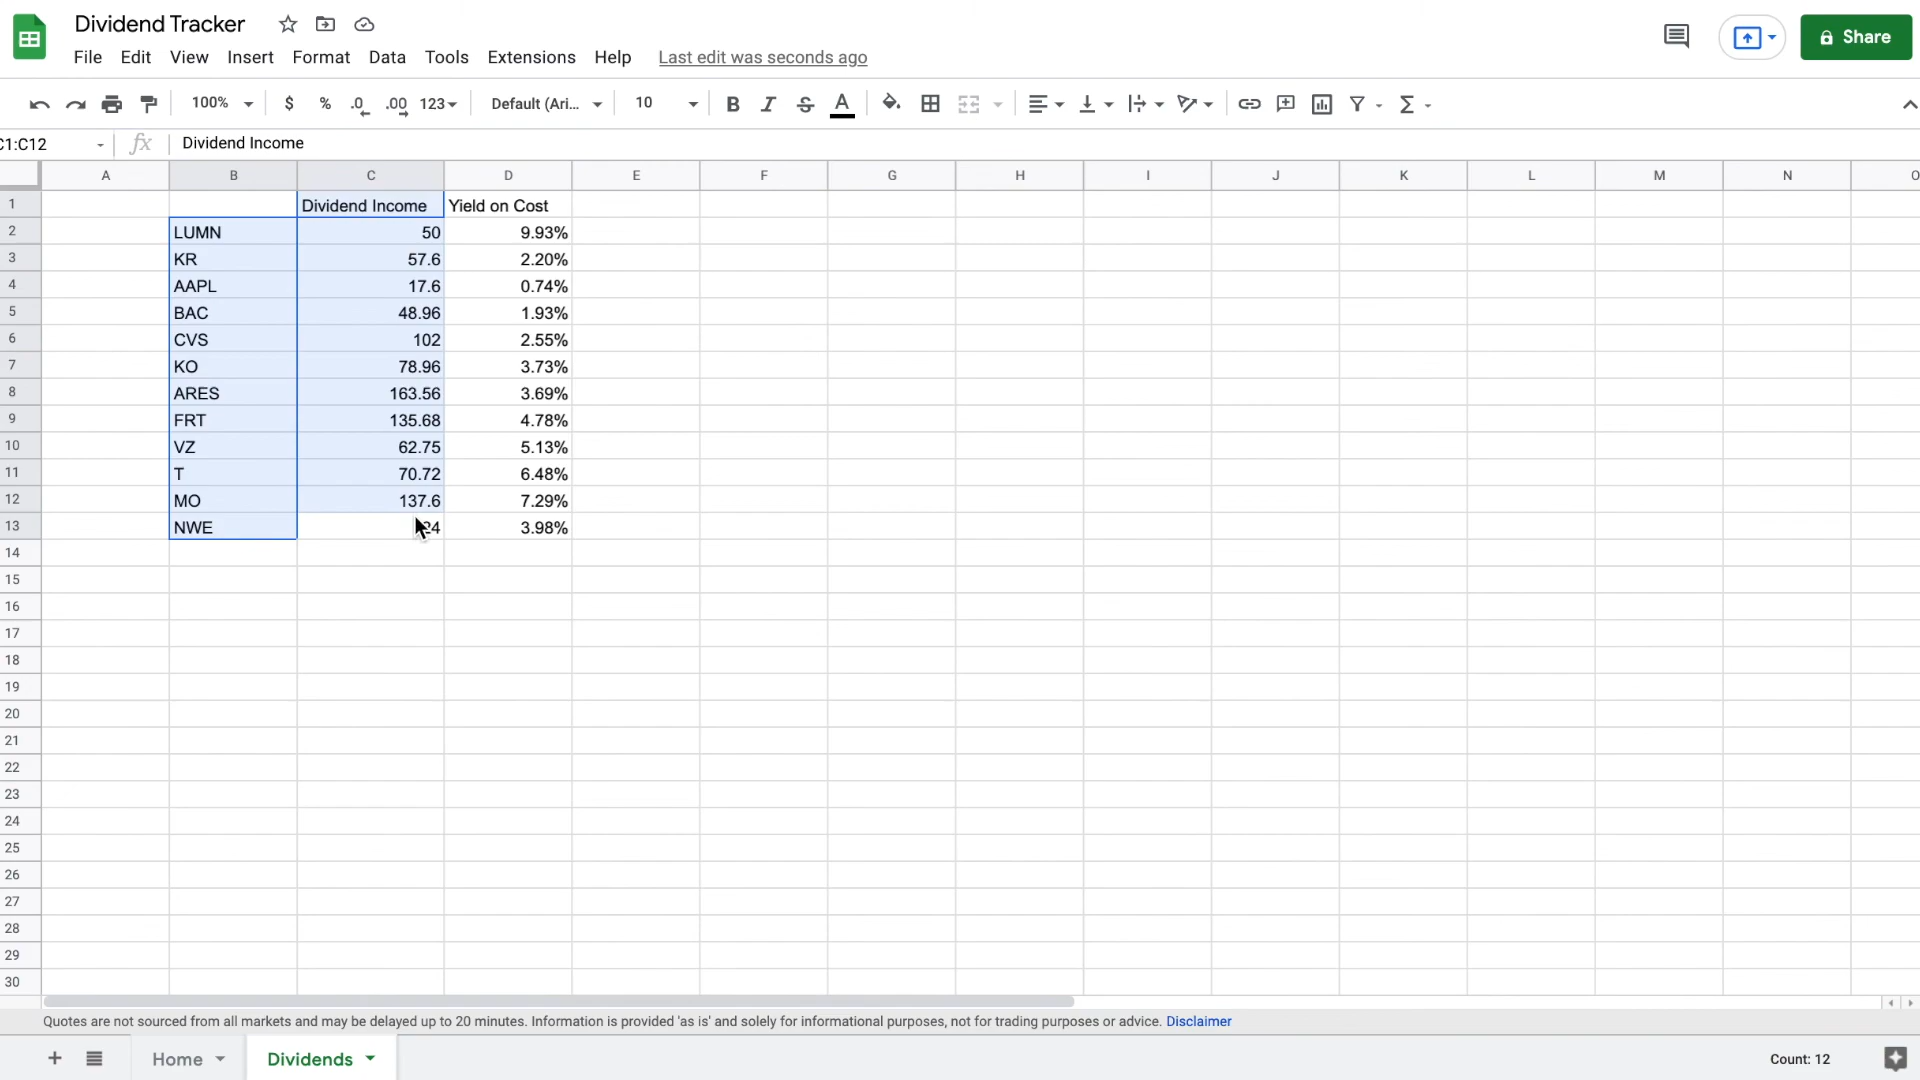 Dividend Tracker
File Edit View Insert Format Data Tools Extensions Help Last edit was seconds ago
Share
100% $ % .0 .00 123 Default (Ari... 10 B I S A
C1:C12 fx Dividend Income
A B C D E F G H I J K L M N O
1 Dividend Income Yield on Cost
2 LUMN 50 9.93%
3 KR 57.6 2.20%
4 AAPL 17.6 0.74%
5 BAC 48.96 1.93%
6 CVS 102 2.55%
7 KO 78.96 3.73%
8 ARES 163.56 3.69%
9 FRT 135.68 4.78%
10 VZ 62.75 5.13%
11 T 70.72 6.48%
12 MO 137.6 7.29%
13 NWE 3.98%
14
15
16
17
18
19
20
21
22
23
24
25
26
27
28
29
30
Quotes are not sourced from all markets and may be delayed up to 20 minutes. Information is provided 'as is' and solely for informational purposes, not for trading purposes or advice. Disclaimer
Home Dividends Count: 12